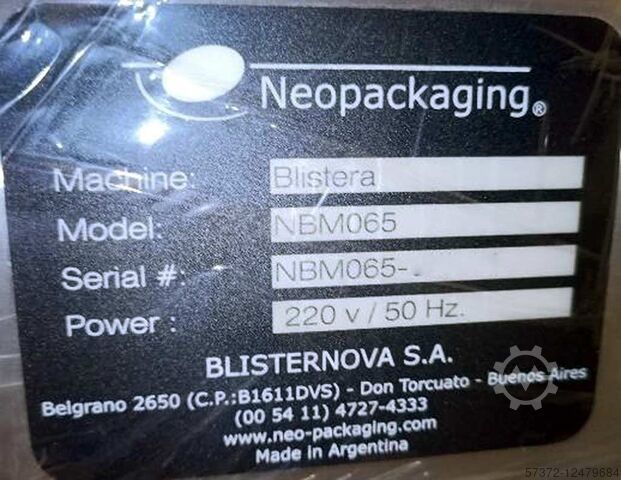 Neopackaging®
Machine: Blistera
Model: NBM065
Serial #: NBM065-
Power : 220 v / 50 Hz.
BLISTERNOVA S.A.
Belgrano 2650 (C.P.:B1611DVS) - Don Torcuato - Buenos Aires
(00 54 11) 4727-4333
www.neo-packaging.com
Made in Argentina
57372-12479684